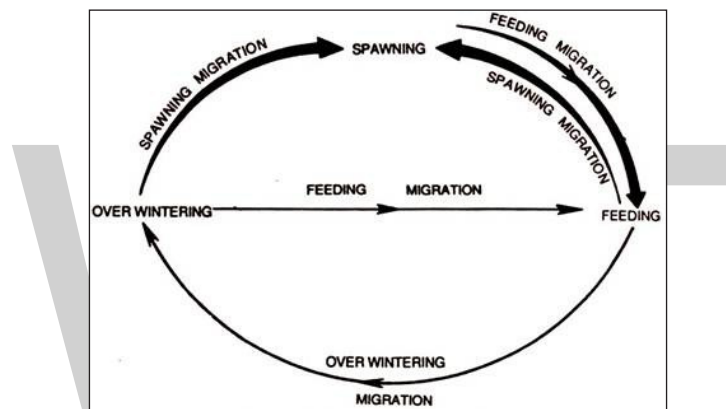 FEEDING MIGRATION
SPAWNING MIGRATION
SPAWNING
SPAWNING MIGRATION
OVER WINTERING
FEEDING MIGRATION
FEEDING
OVER WINTERING
MIGRATION